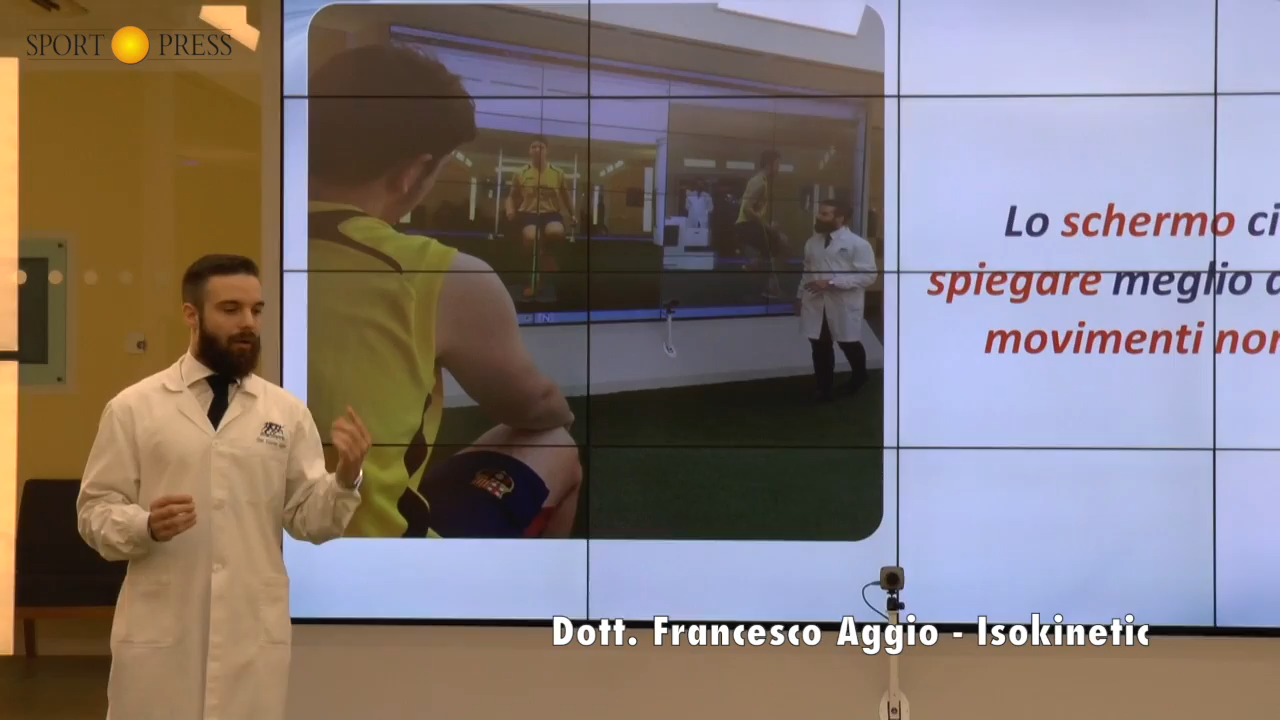 SPORT PRESS
Lo schermo ci
spiegare meglio
movimenti non
Dott. Francesco Aggio - Isokinetic